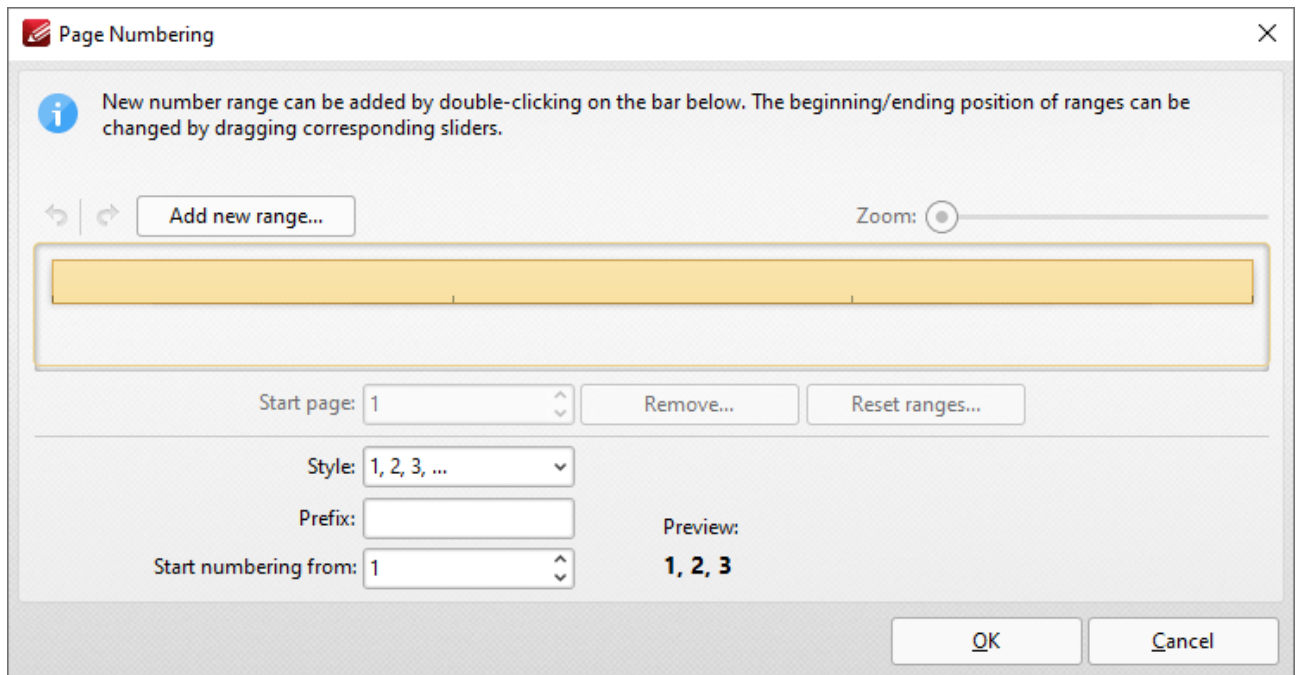 Page Numbering
New number range can be added by double-clicking on the bar below. The beginning/ending position of ranges can be
changed by dragging corresponding sliders.
Add new range...
Zoom:
Start page: 1
Remove...
Reset ranges...
Style: 1, 2, 3, ...
Prefix:
Preview:
Start numbering from: 1
1, 2, 3
OK
Cancel